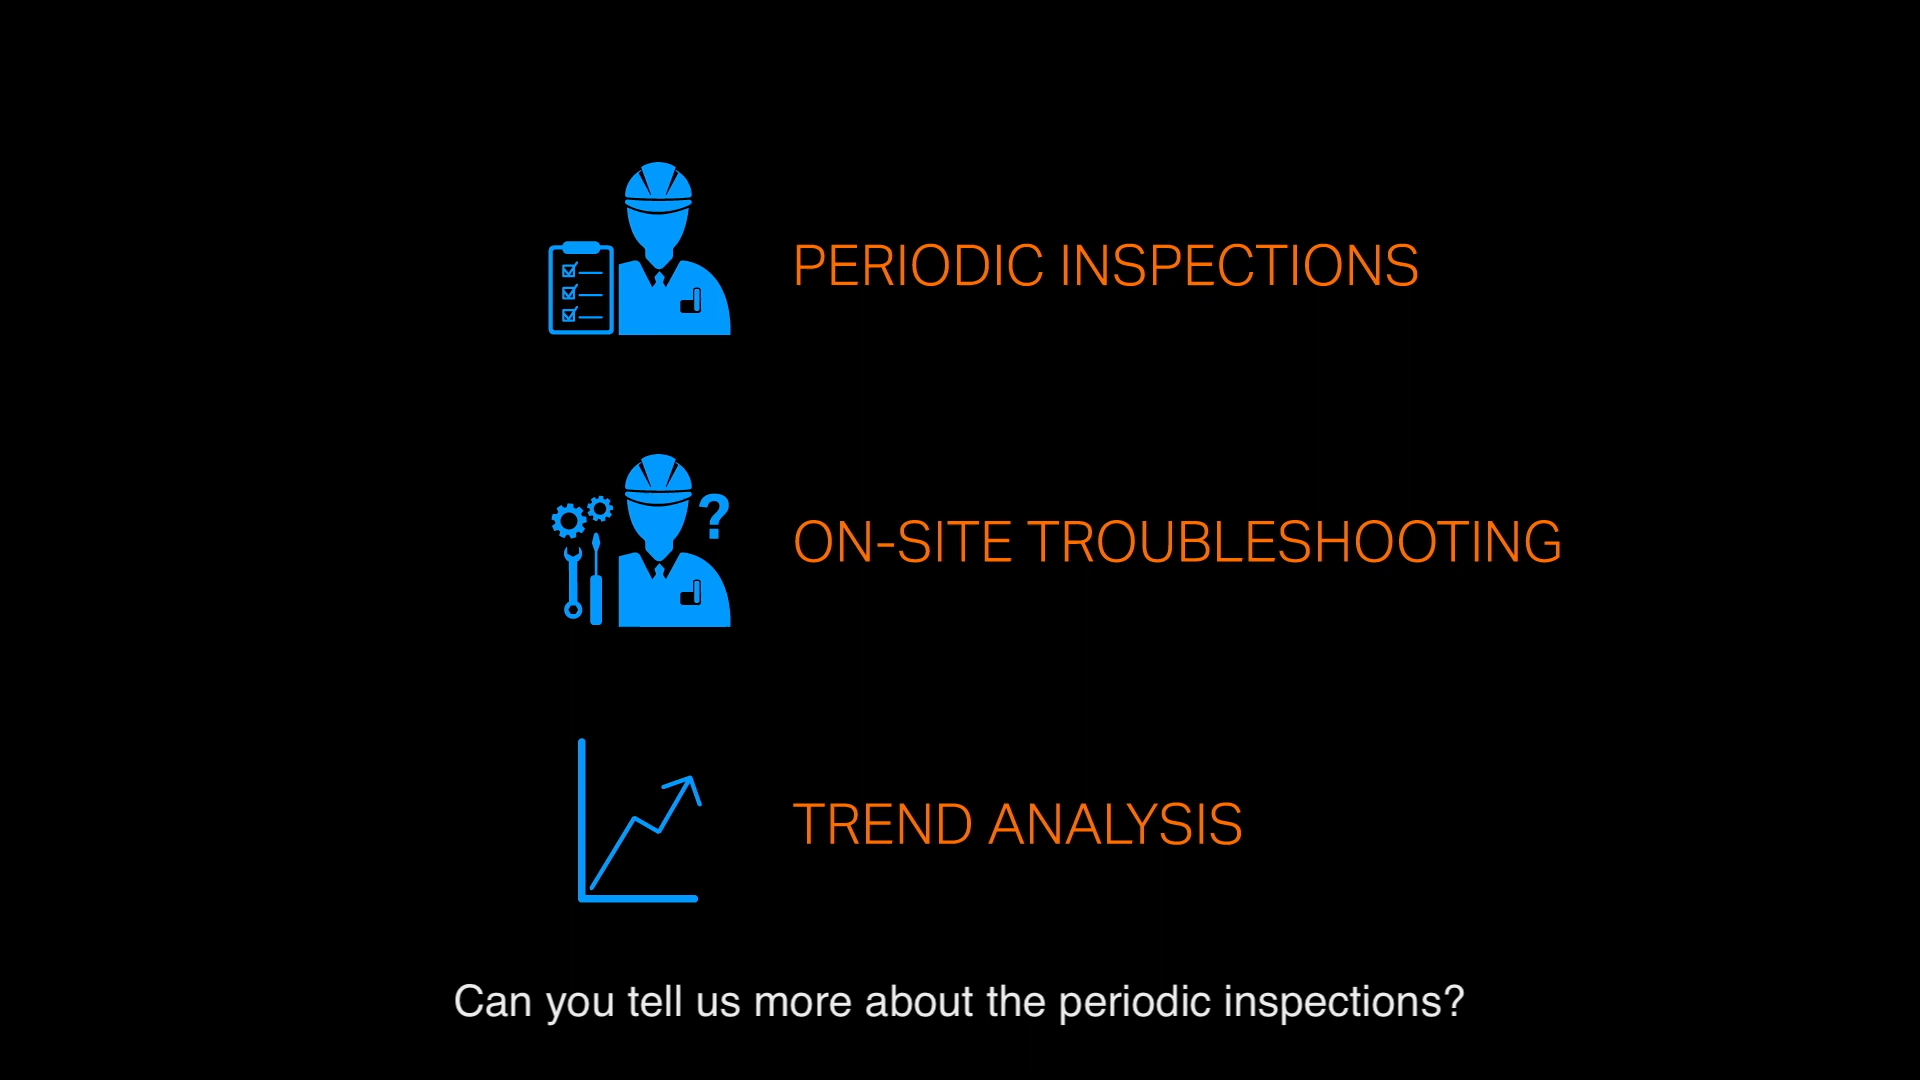 PERIODIC INSPECTIONS
?
ON-SITE TROUBLESHOOTING
TREND ANALYSIS
Can you tell us more about the periodic inspections?